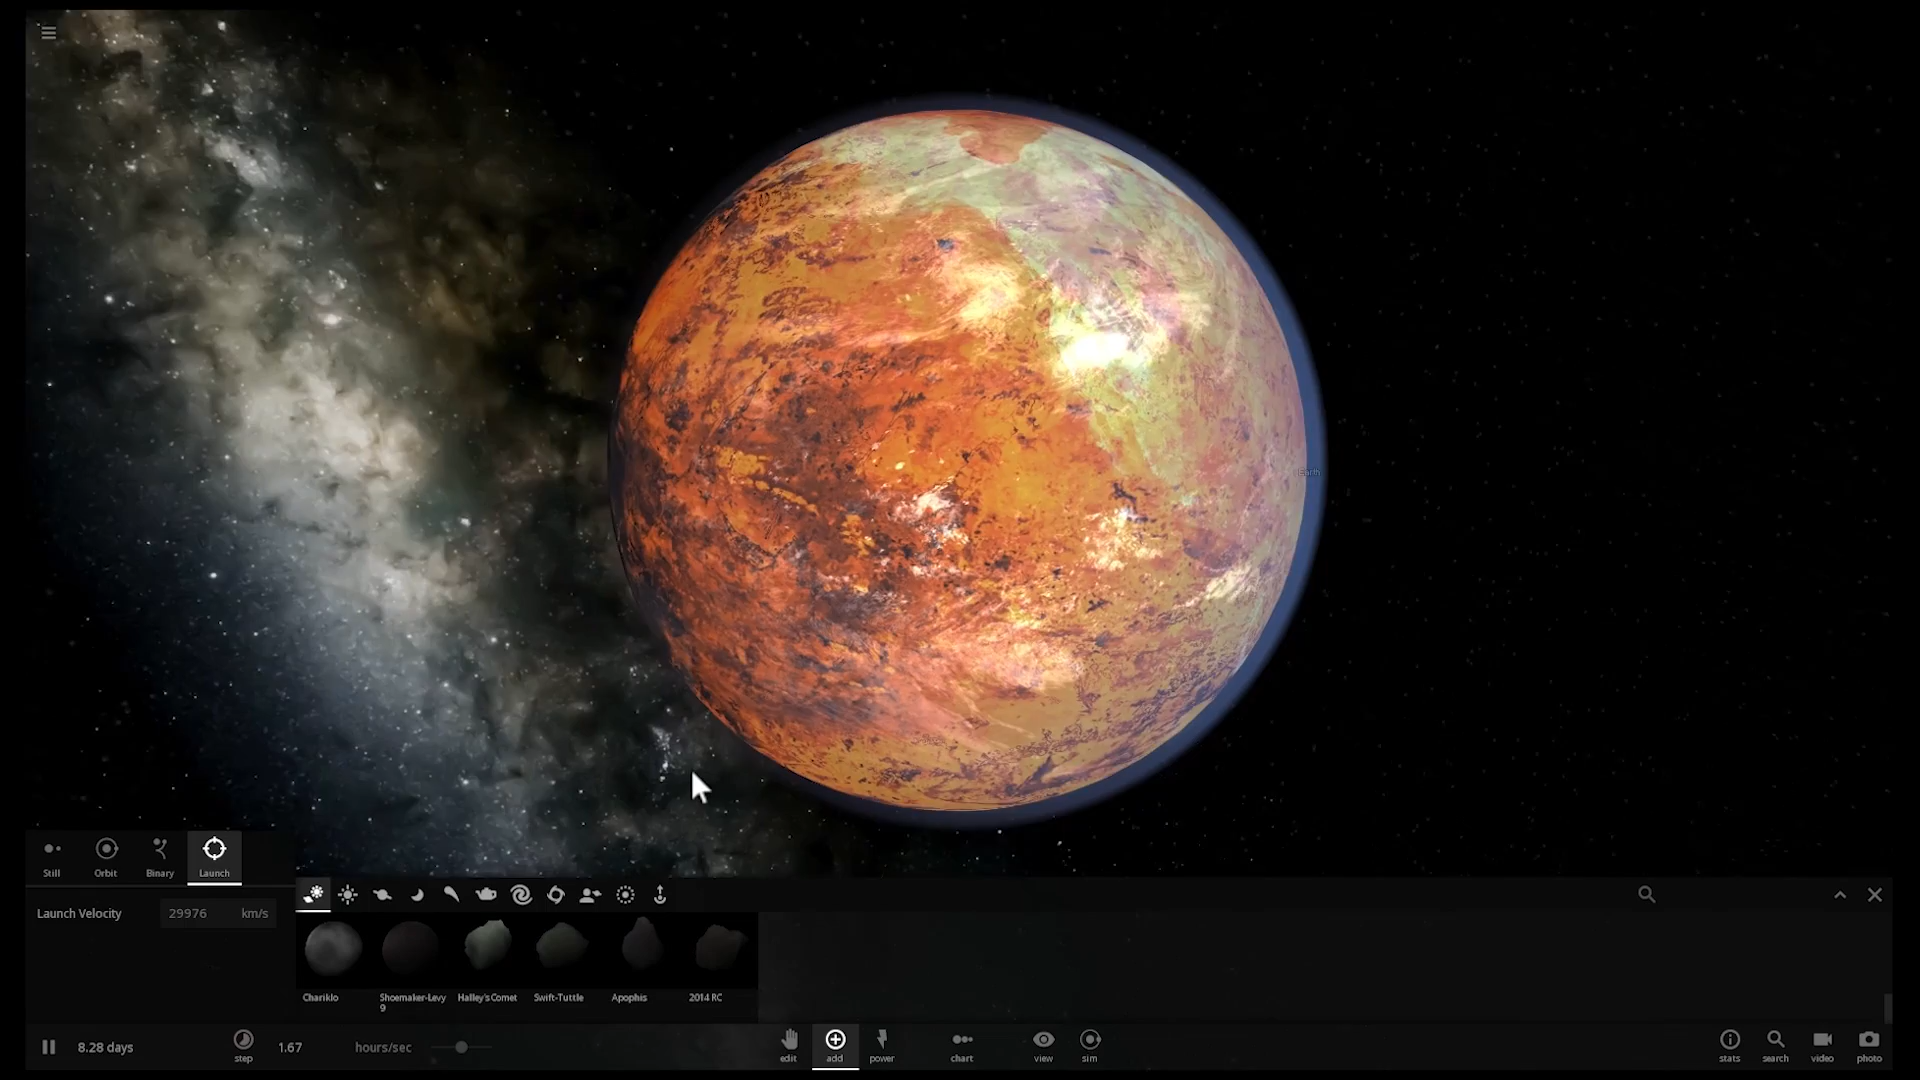 Earth
Still
Orbit
Binary
Launch
Launch Velocity
29976
km/s
Chariklo
Shoemaker-Levy
9
Halley's Comet
Swift-Tuttle
Apophis
2014 RC
8.28 days
step
1.67
hours/sec
edit
add
power
chart
view
sim
stats
search
video
photo